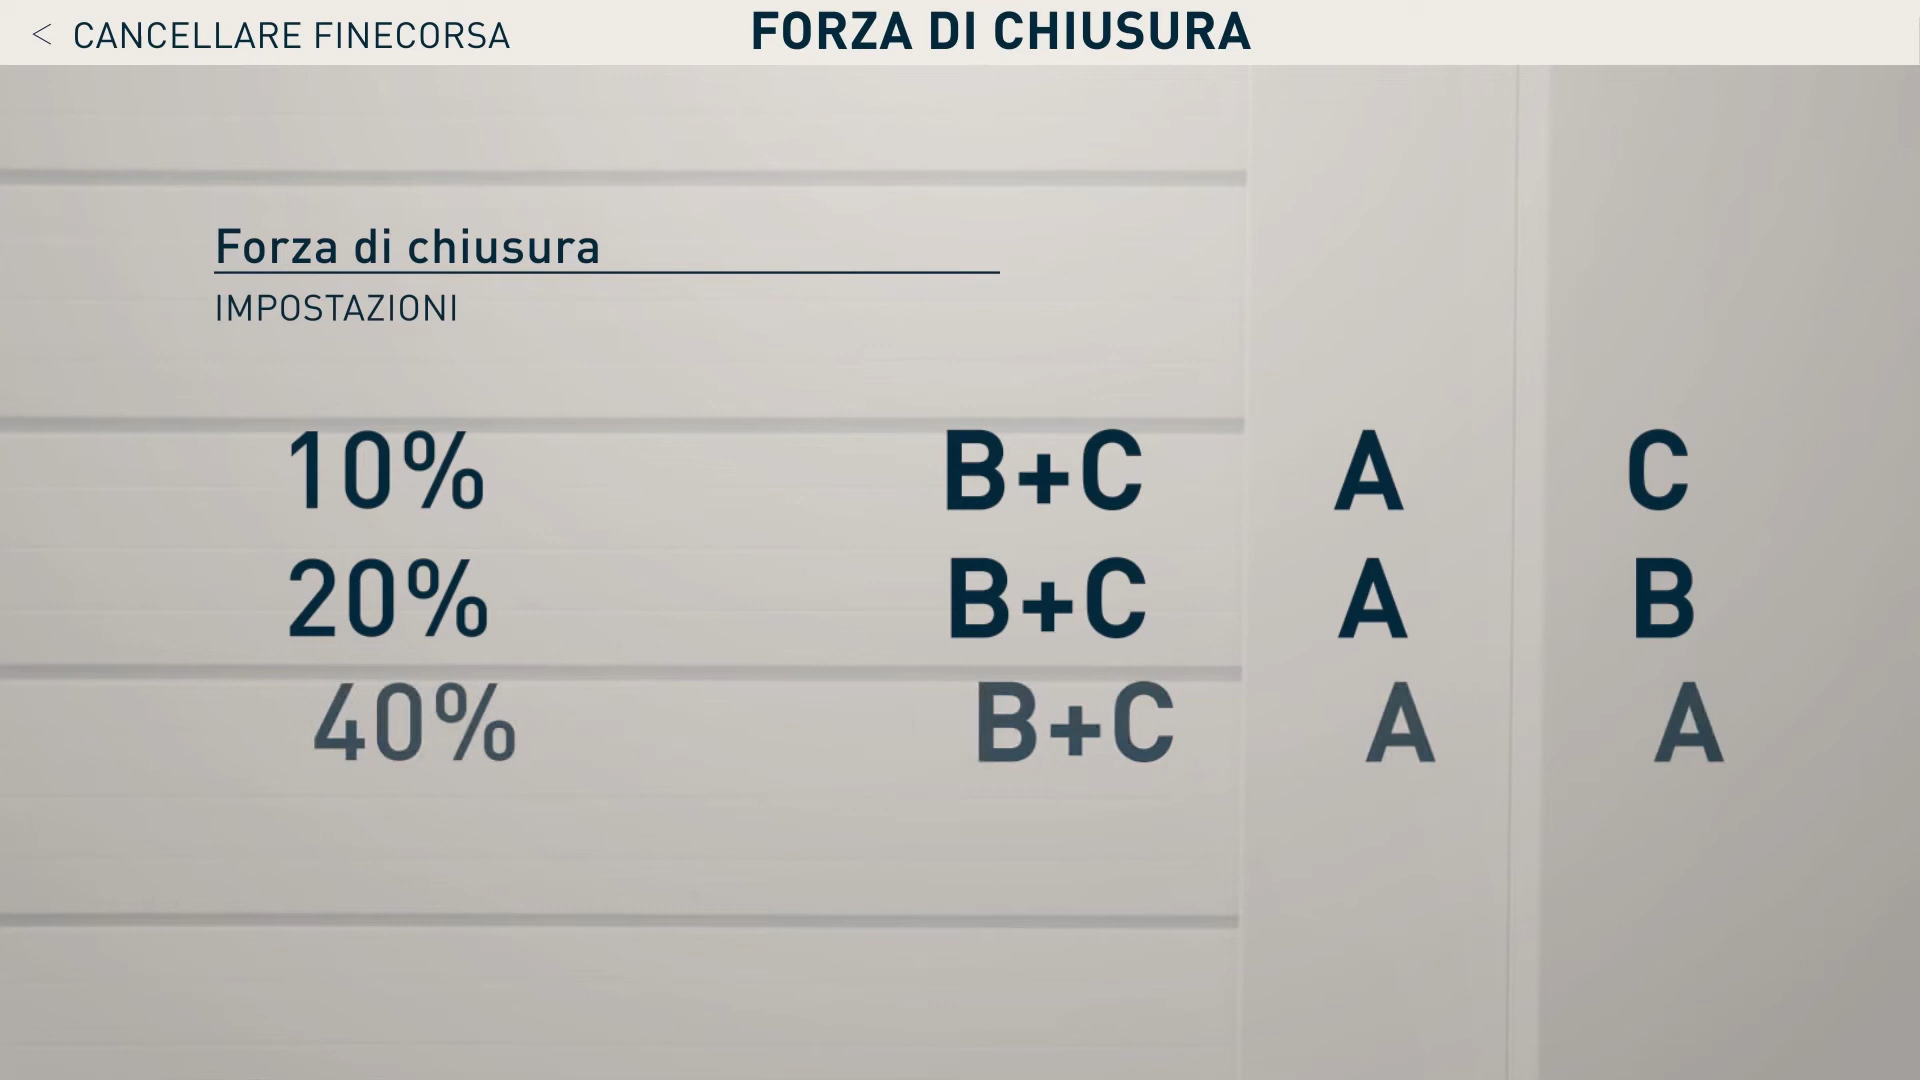 < CANCELLARE FINECORSA
FORZA DI CHIUSURA
Forza di chiusura
IMPOSTAZIONI
10% B+C A C
20% B+C A B
40% B+C A A